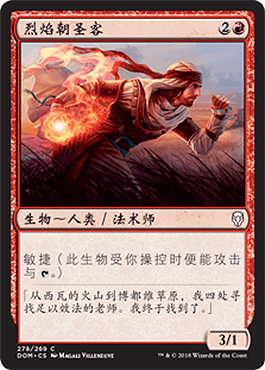 烈焰朝圣客
2
生物～人类／法术师
敏捷（此生物受你操控时便能攻击
与。）
「从西瓦的火山到博都维草原，我四处寻
找足以效法的老师。我终于找到了。」
3/1
278/269 C
DOM • CS MAGALI VILLENEUVE
™ & © 2018 Wizards of the Coast